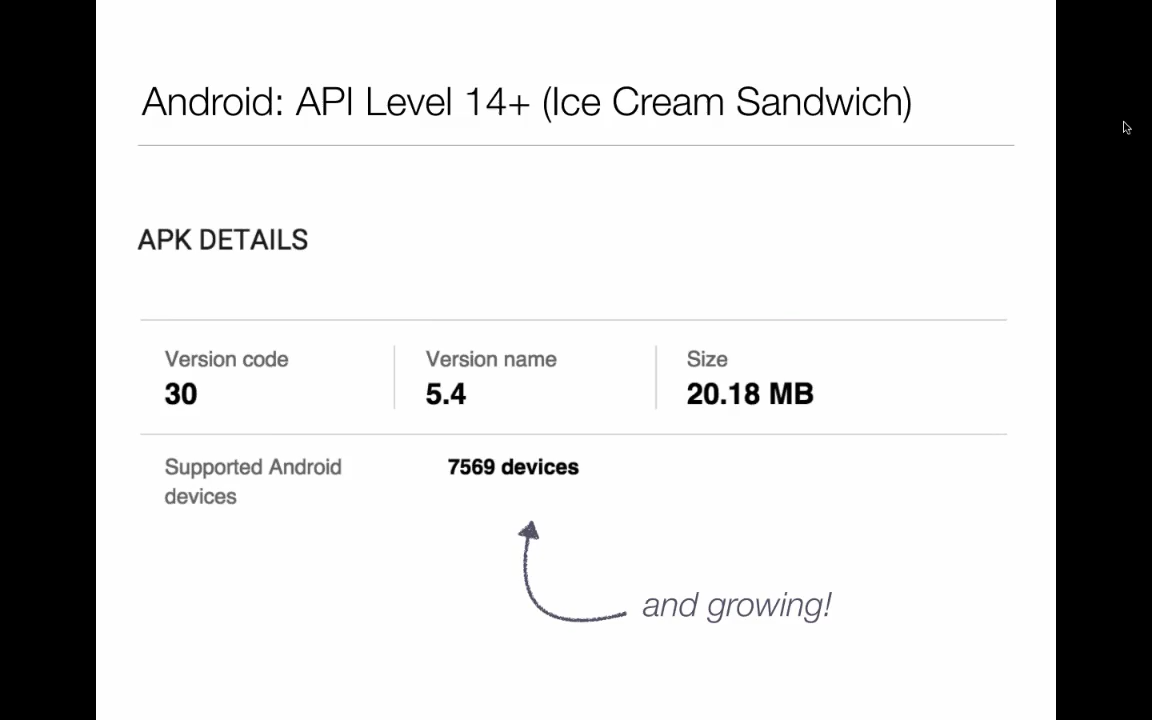 Android: API Level 14+ (Ice Cream Sandwich)
APK DETAILS
Version code
30
Version name
5.4
Size
20.18 MB
Supported Android
devices
7569 devices
and growing!